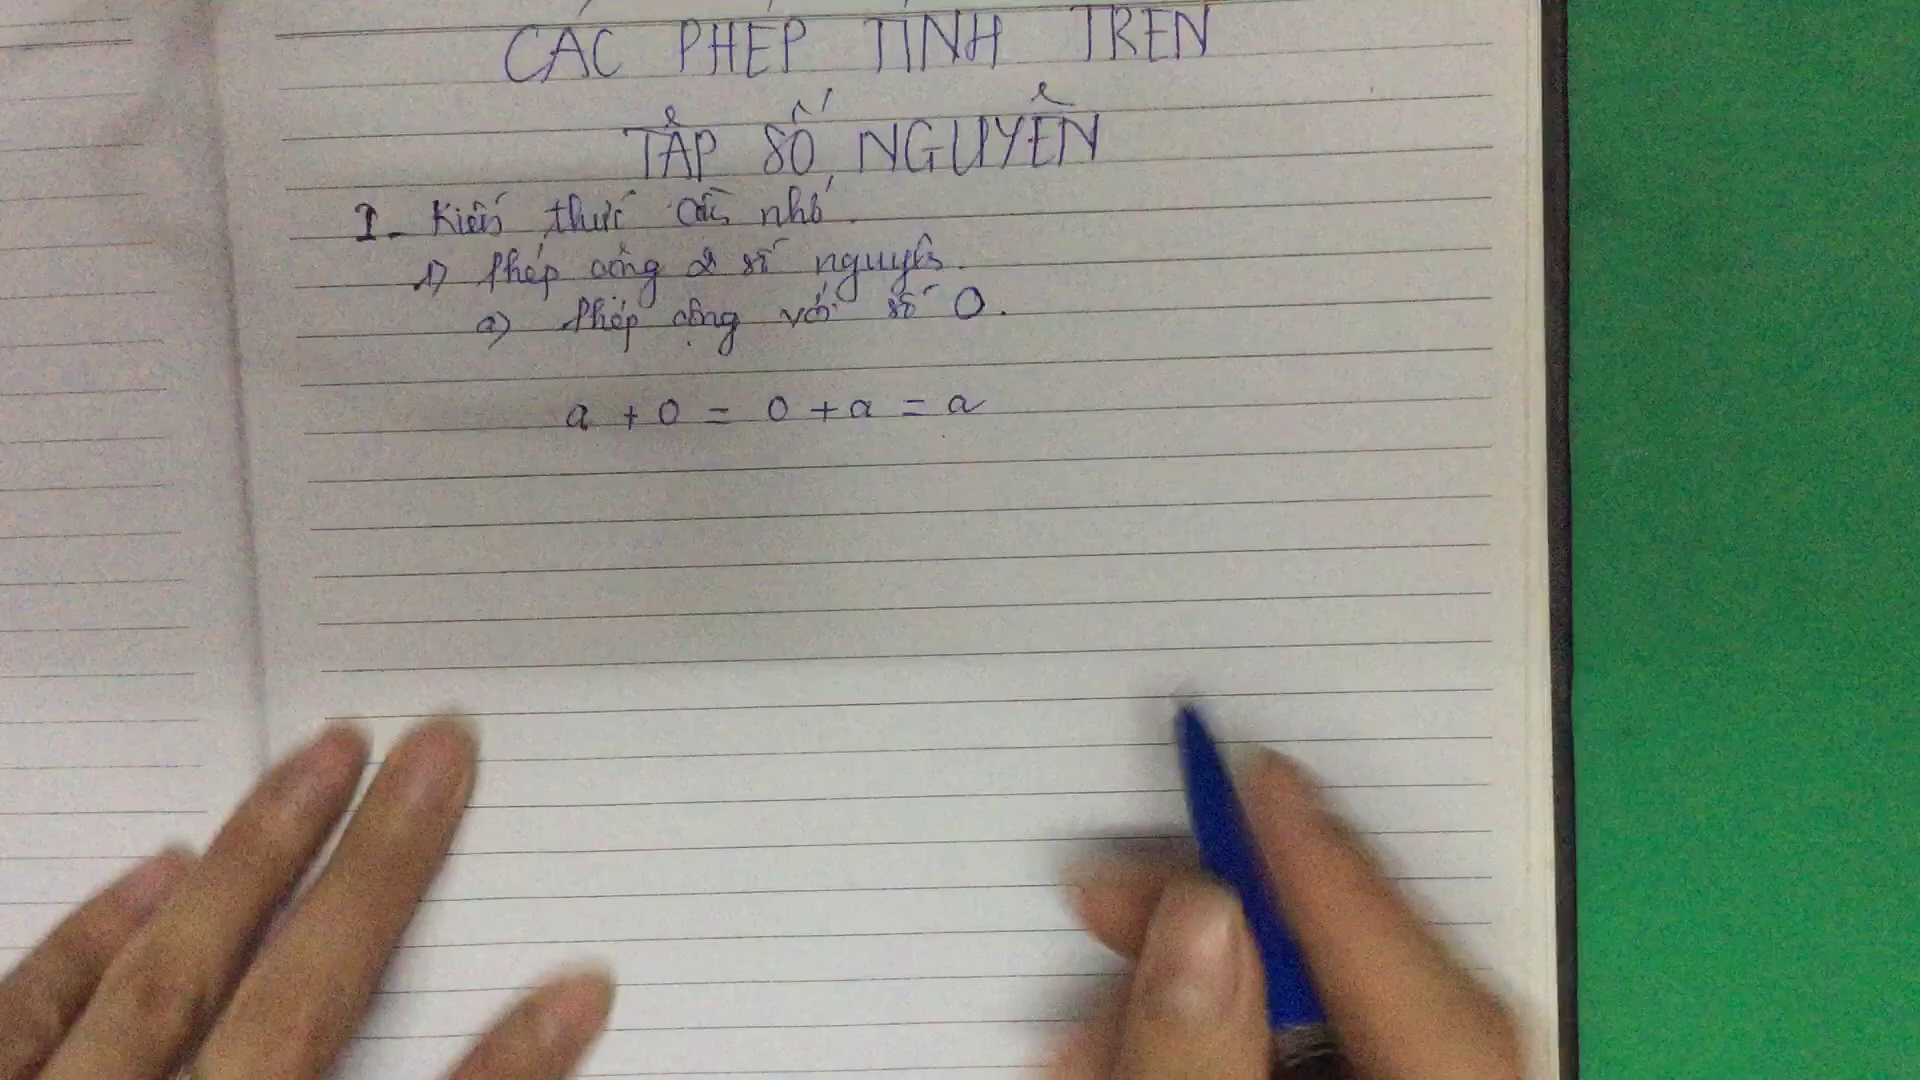 CÁC PHÉP TÍNH TRÊN
TẬP SỐ NGUYÊN
I- Kiến thức cần nhớ.
1) Phép cộng 2 số nguyên.
a) Phép cộng với số 0.
a + 0 = 0 + a = a